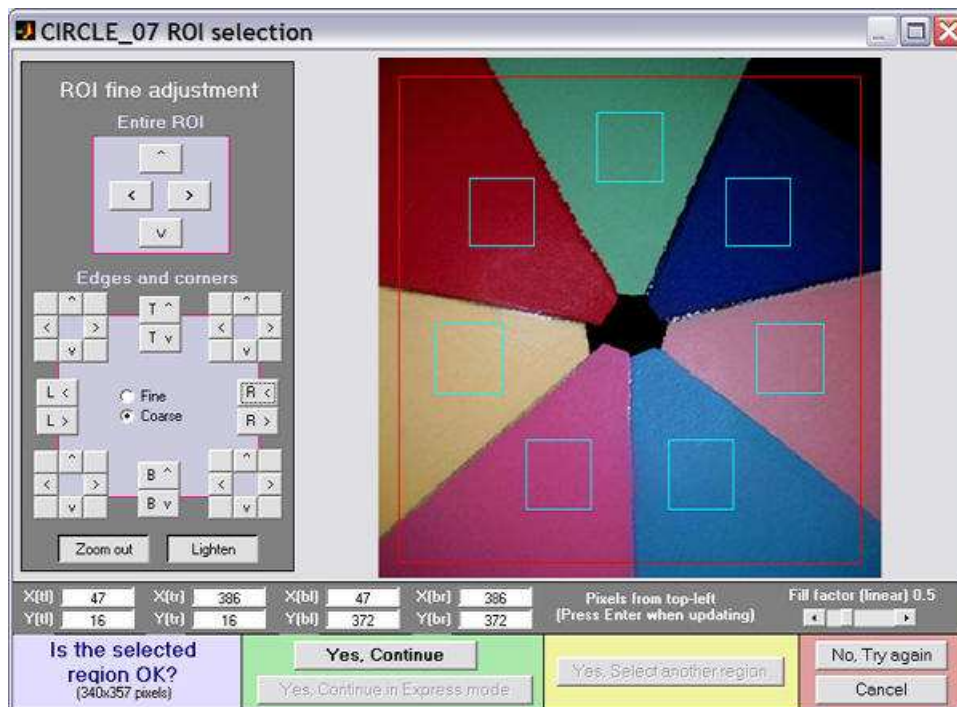 CIRCLE_07 ROI selection
ROI fine adjustment
Entire ROI
^
< >
v
Edges and corners
^ T ^ ^
< > T v < >
v v
L < Fine R <
L > Coarse R >
^ B ^ ^
< > B v < >
v v
Zoom out Lighten
X(tl) 47 X(tr) 386 X(bl) 47 X(br) 386 Pixels from top-left Fill factor (linear) 0.5
Y(tl) 16 Y(tr) 16 Y(bl) 372 Y(br) 372 (Press Enter when updating)
Is the selected
region OK?
(340x357 pixels)
Yes, Continue
Yes, Continue in Express mode
Yes, Select another region
No, Try again
Cancel